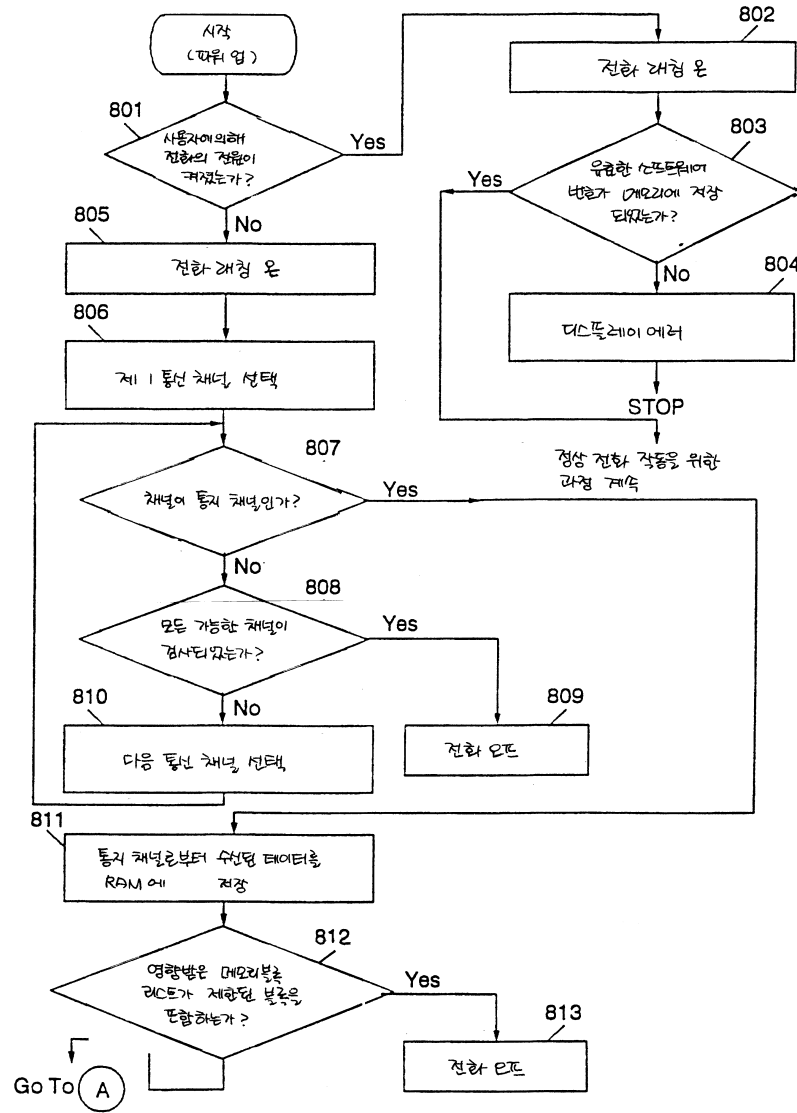 시작
(파워 업)
801
사용자에의해
전화의 전원이
켜졌는가?
Yes
No
802
전화 래칭 온
803
유효한 소프트웨어
번호가 메모리에 저장
되었는가?
Yes
No
804
디스플레이 에러
STOP
정상 전화 작동을 위한
과정 계속
805
전화 래칭 온
806
제 1 통신 채널 선택
807
채널이 통지 채널인가?
Yes
No
808
모든 가능한 채널이
검사되었는가?
Yes
No
809
전화 오프
810
다음 통신 채널 선택
811
통지 채널로부터 수신된 데이터를
RAM에 저장
812
영향받은 메모리블록
리스트가 제한된 블록을
포함하는가?
Yes
813
전화 오프
Go To A